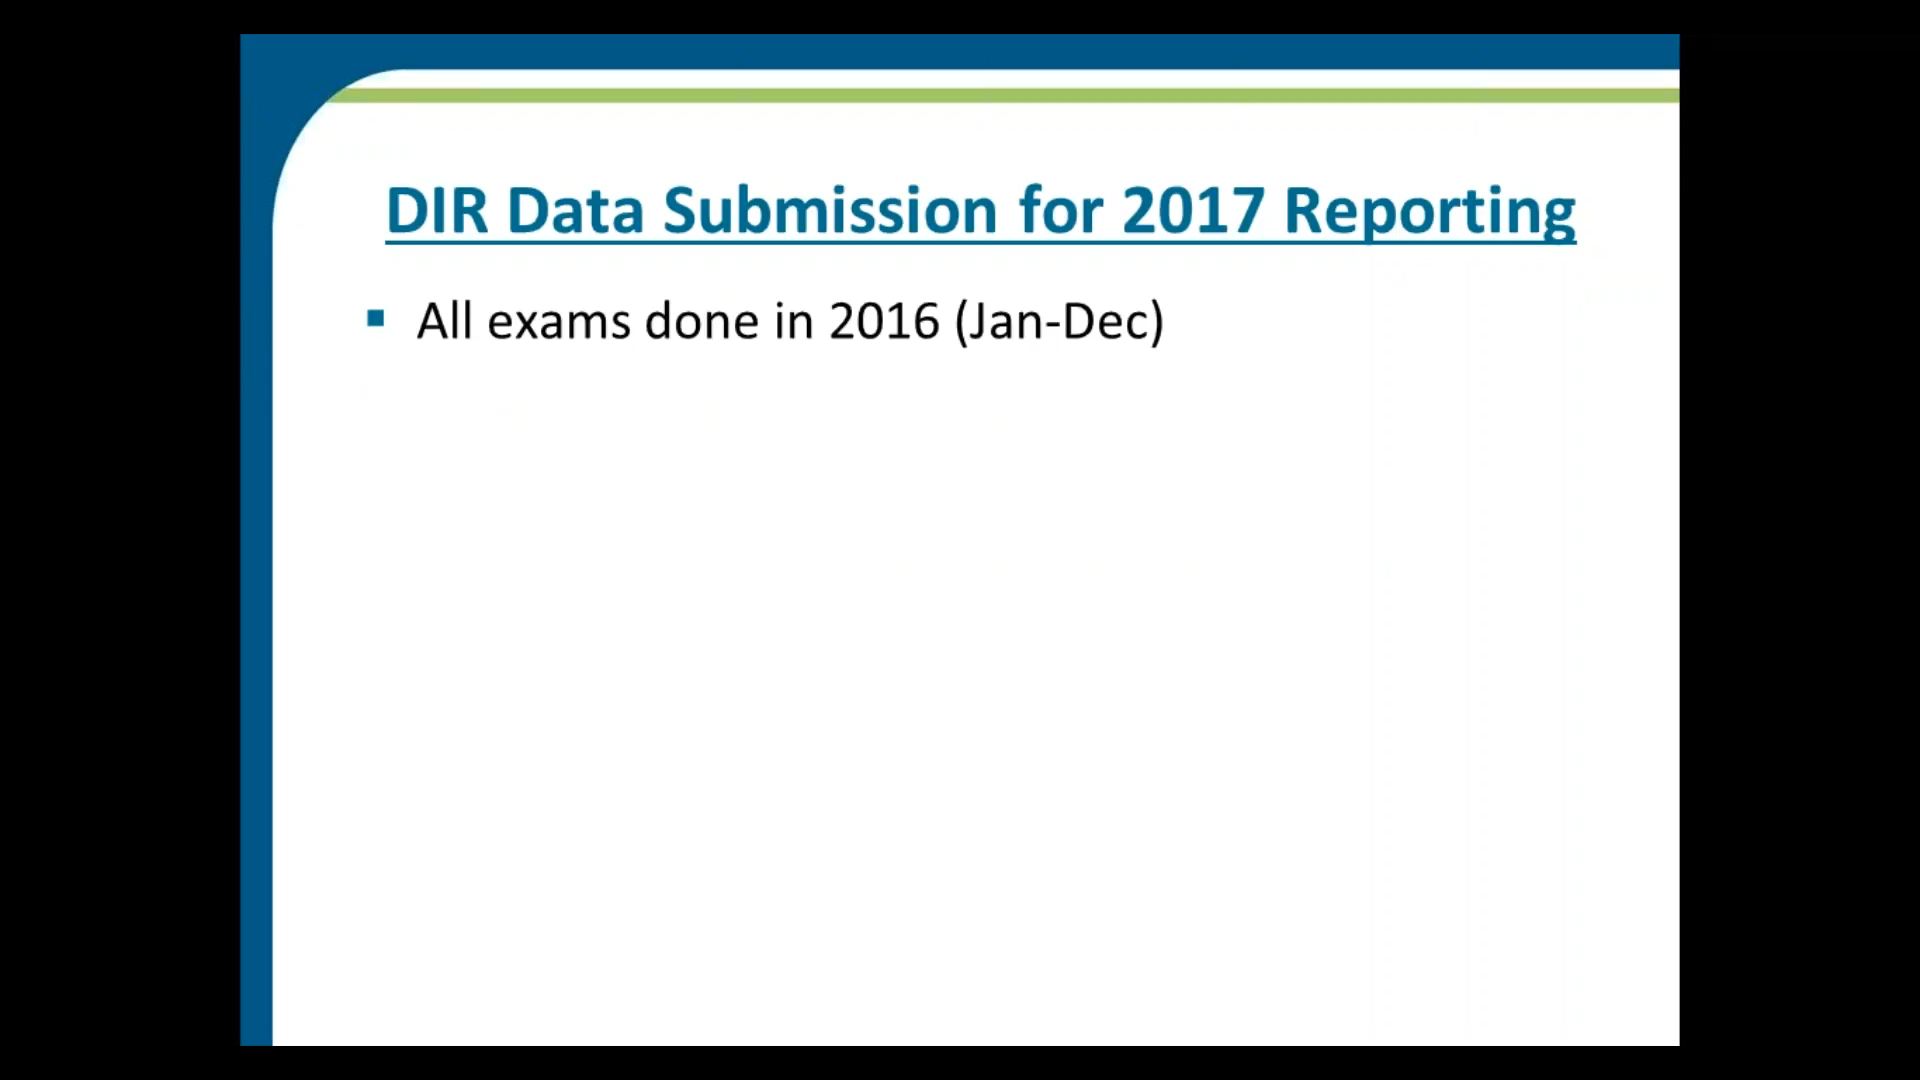 DIR Data Submission for 2017 Reporting
▪ All exams done in 2016 (Jan-Dec)